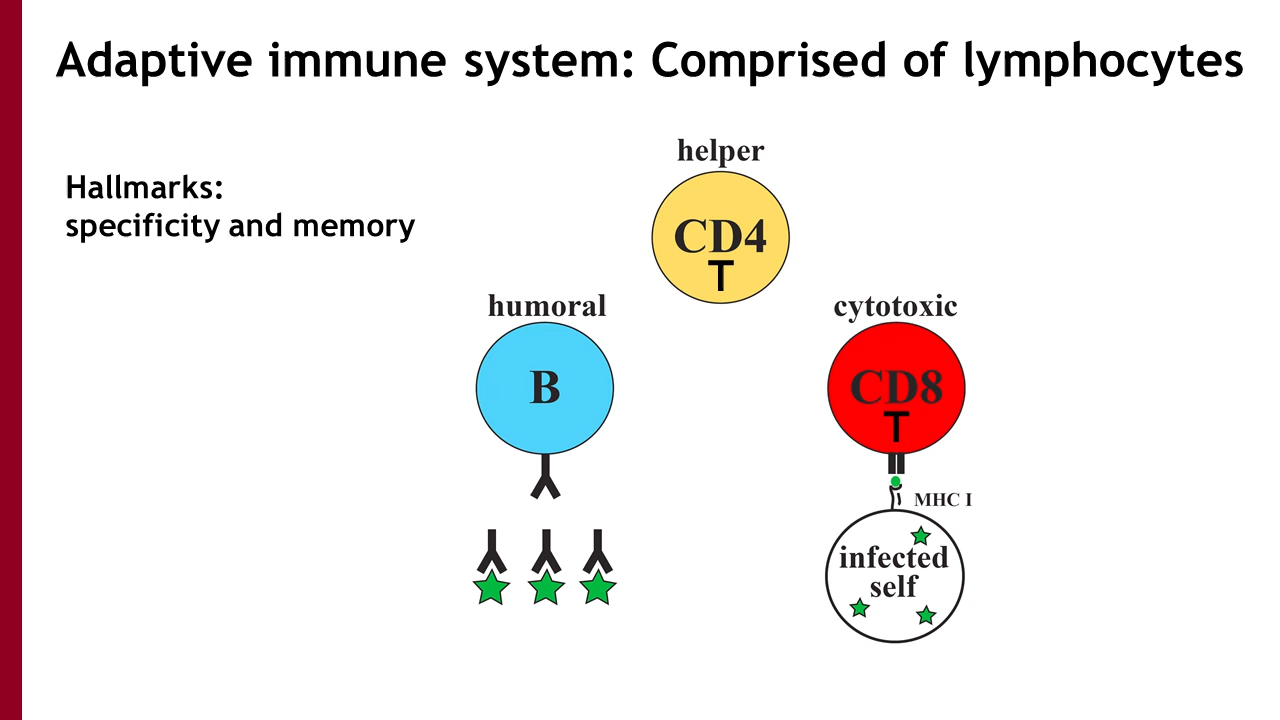 Adaptive immune system: Comprised of lymphocytes
Hallmarks:
specificity and memory
helper
CD4
T
humoral
B
cytotoxic
CD8
T
MHC I
infected
self